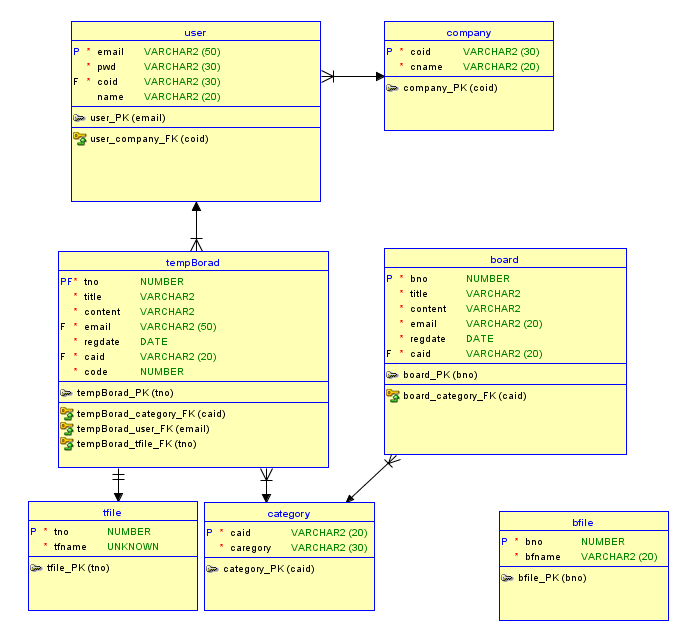 user
P * email VARCHAR2 (50)
* pwd VARCHAR2 (30)
F * coid VARCHAR2 (30)
name VARCHAR2 (20)
user_PK (email)
user_company_FK (coid)
company
P * coid VARCHAR2 (30)
* cname VARCHAR2 (20)
company_PK (coid)
tempBorad
PF* tno NUMBER
* title VARCHAR2
* content VARCHAR2
F * email VARCHAR2 (50)
* regdate DATE
F * caid VARCHAR2 (20)
* code NUMBER
tempBorad_PK (tno)
tempBorad_category_FK (caid)
tempBorad_user_FK (email)
tempBorad_tfile_FK (tno)
board
P * bno NUMBER
* title VARCHAR2
* content VARCHAR2
* email VARCHAR2 (20)
* regdate DATE
F * caid VARCHAR2 (20)
board_PK (bno)
board_category_FK (caid)
tfile
P * tno NUMBER
* tfname UNKNOWN
tfile_PK (tno)
category
P * caid VARCHAR2 (20)
* caregory VARCHAR2 (30)
category_PK (caid)
bfile
P * bno NUMBER
* bfname VARCHAR2 (20)
bfile_PK (bno)